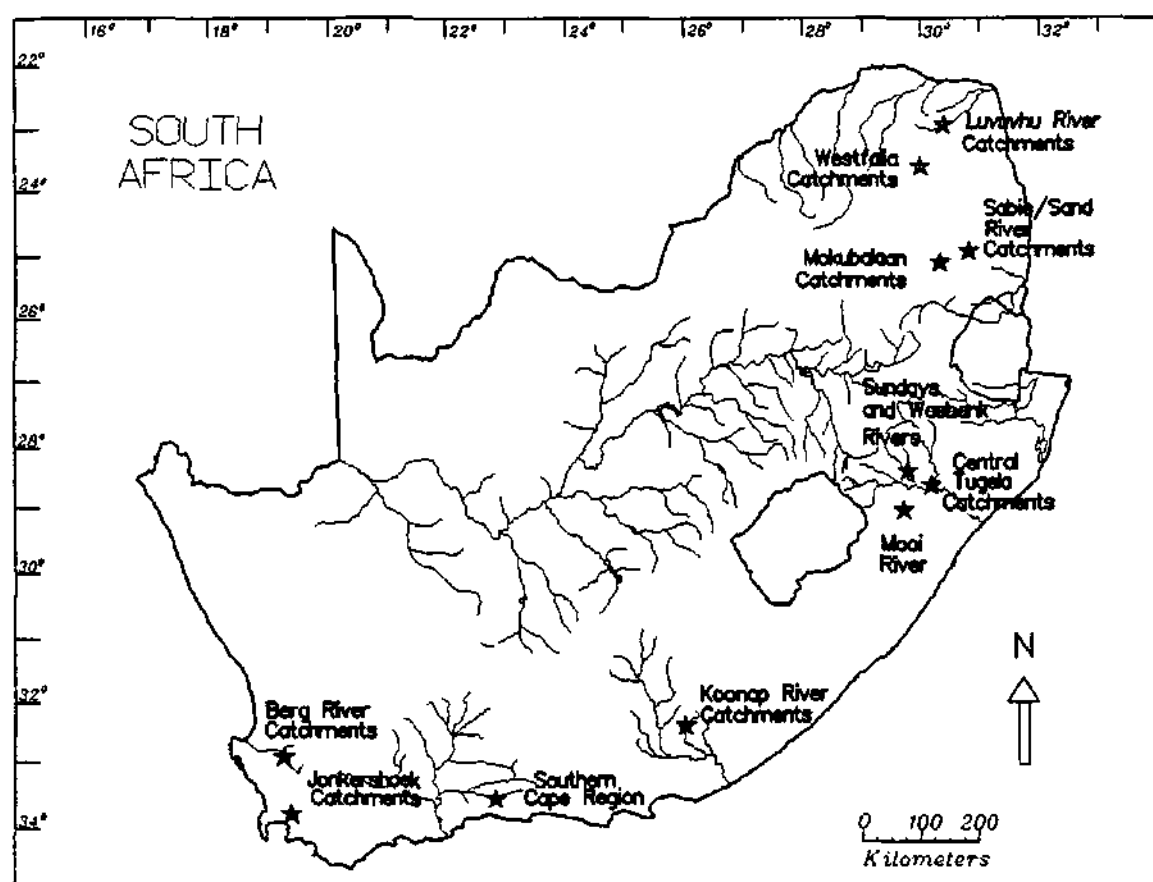 16° 18° 20° 22° 24° 26° 28° 30° 32°
22°
24°
26°
28°
30°
32°
34°
SOUTH
AFRICA
Luvuvhu River
Catchments
Westfalia
Catchments
Sabie/Sand
River
Catchments
Mokubalaan
Catchments
Sundays
and Wasbank
Rivers
Central
Tugela
Catchments
Mooi
River
N
Koonap River
Catchments
Berg River
Catchments
Jonkershoek
Catchments
Southern
Cape Region
0 100 200
Kilometers